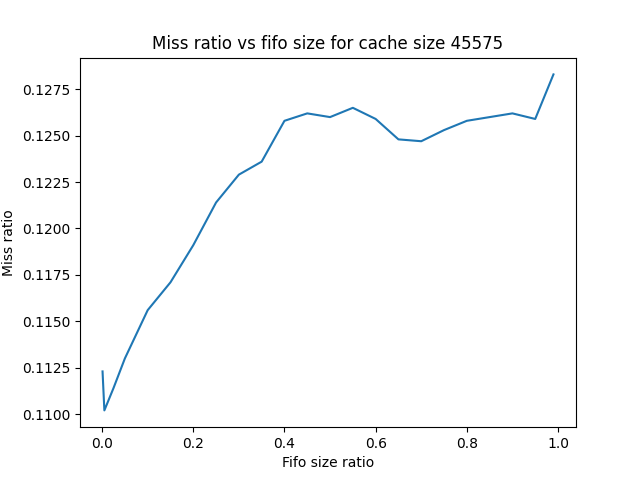 Miss ratio vs fifo size for cache size 45575
0.1275
0.1250
0.1225
0.1200
0.1175
0.1150
0.1125
0.1100
Miss ratio
0.0 0.2 0.4 0.6 0.8 1.0
Fifo size ratio